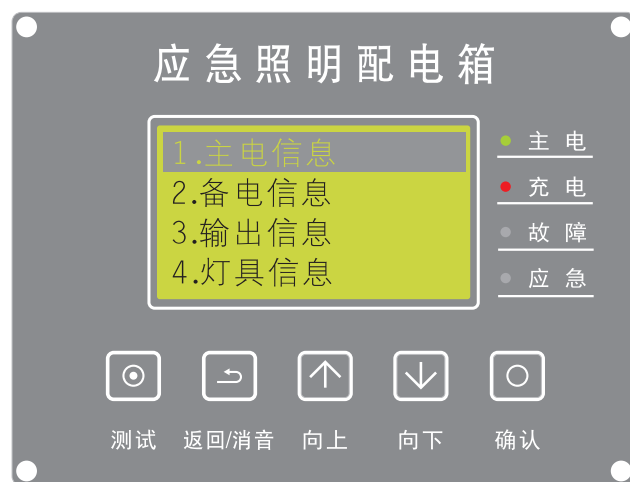 应急照明配电箱
1.主电信息
2.备电信息
3.输出信息
4.灯具信息
主电
充电
故障
应急
测试 返回/消音 向上 向下 确认